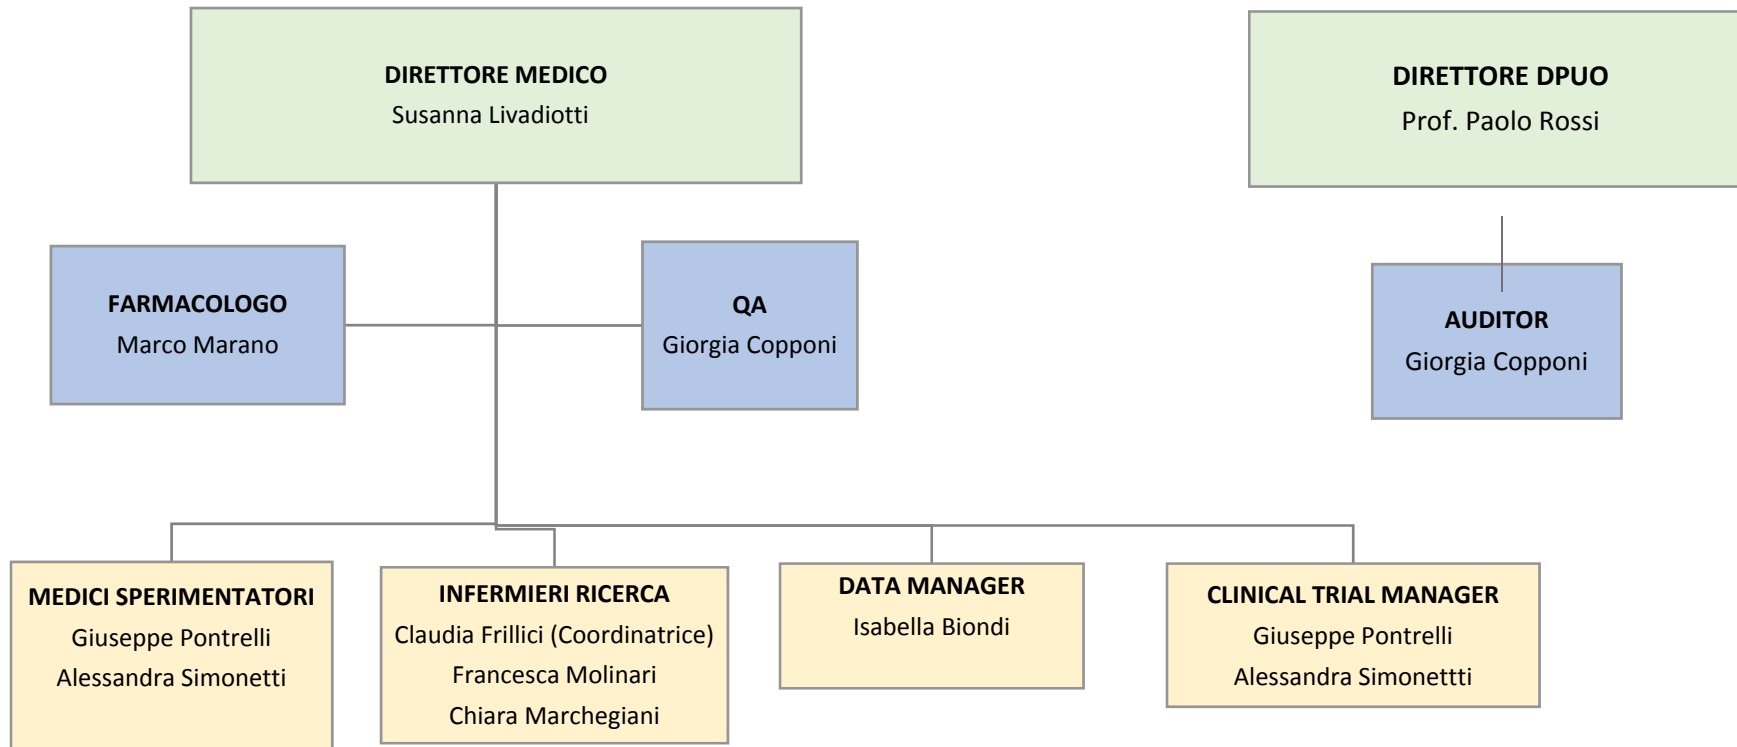 DIRETTORE MEDICO
Susanna Livadiotti
DIRETTORE DPUO
Prof. Paolo Rossi
FARMACOLOGO
Marco Marano
QA
Giorgia Copponi
AUDITOR
Giorgia Copponi
MEDICI SPERIMENTATORI
Giuseppe Pontrelli
Alessandra Simonetti
INFERMIERI RICERCA
Claudia Frillici (Coordinatrice)
Francesca Molinari
Chiara Marchegiani
DATA MANAGER
Isabella Biondi
CLINICAL TRIAL MANAGER
Giuseppe Pontrelli
Alessandra Simonettti